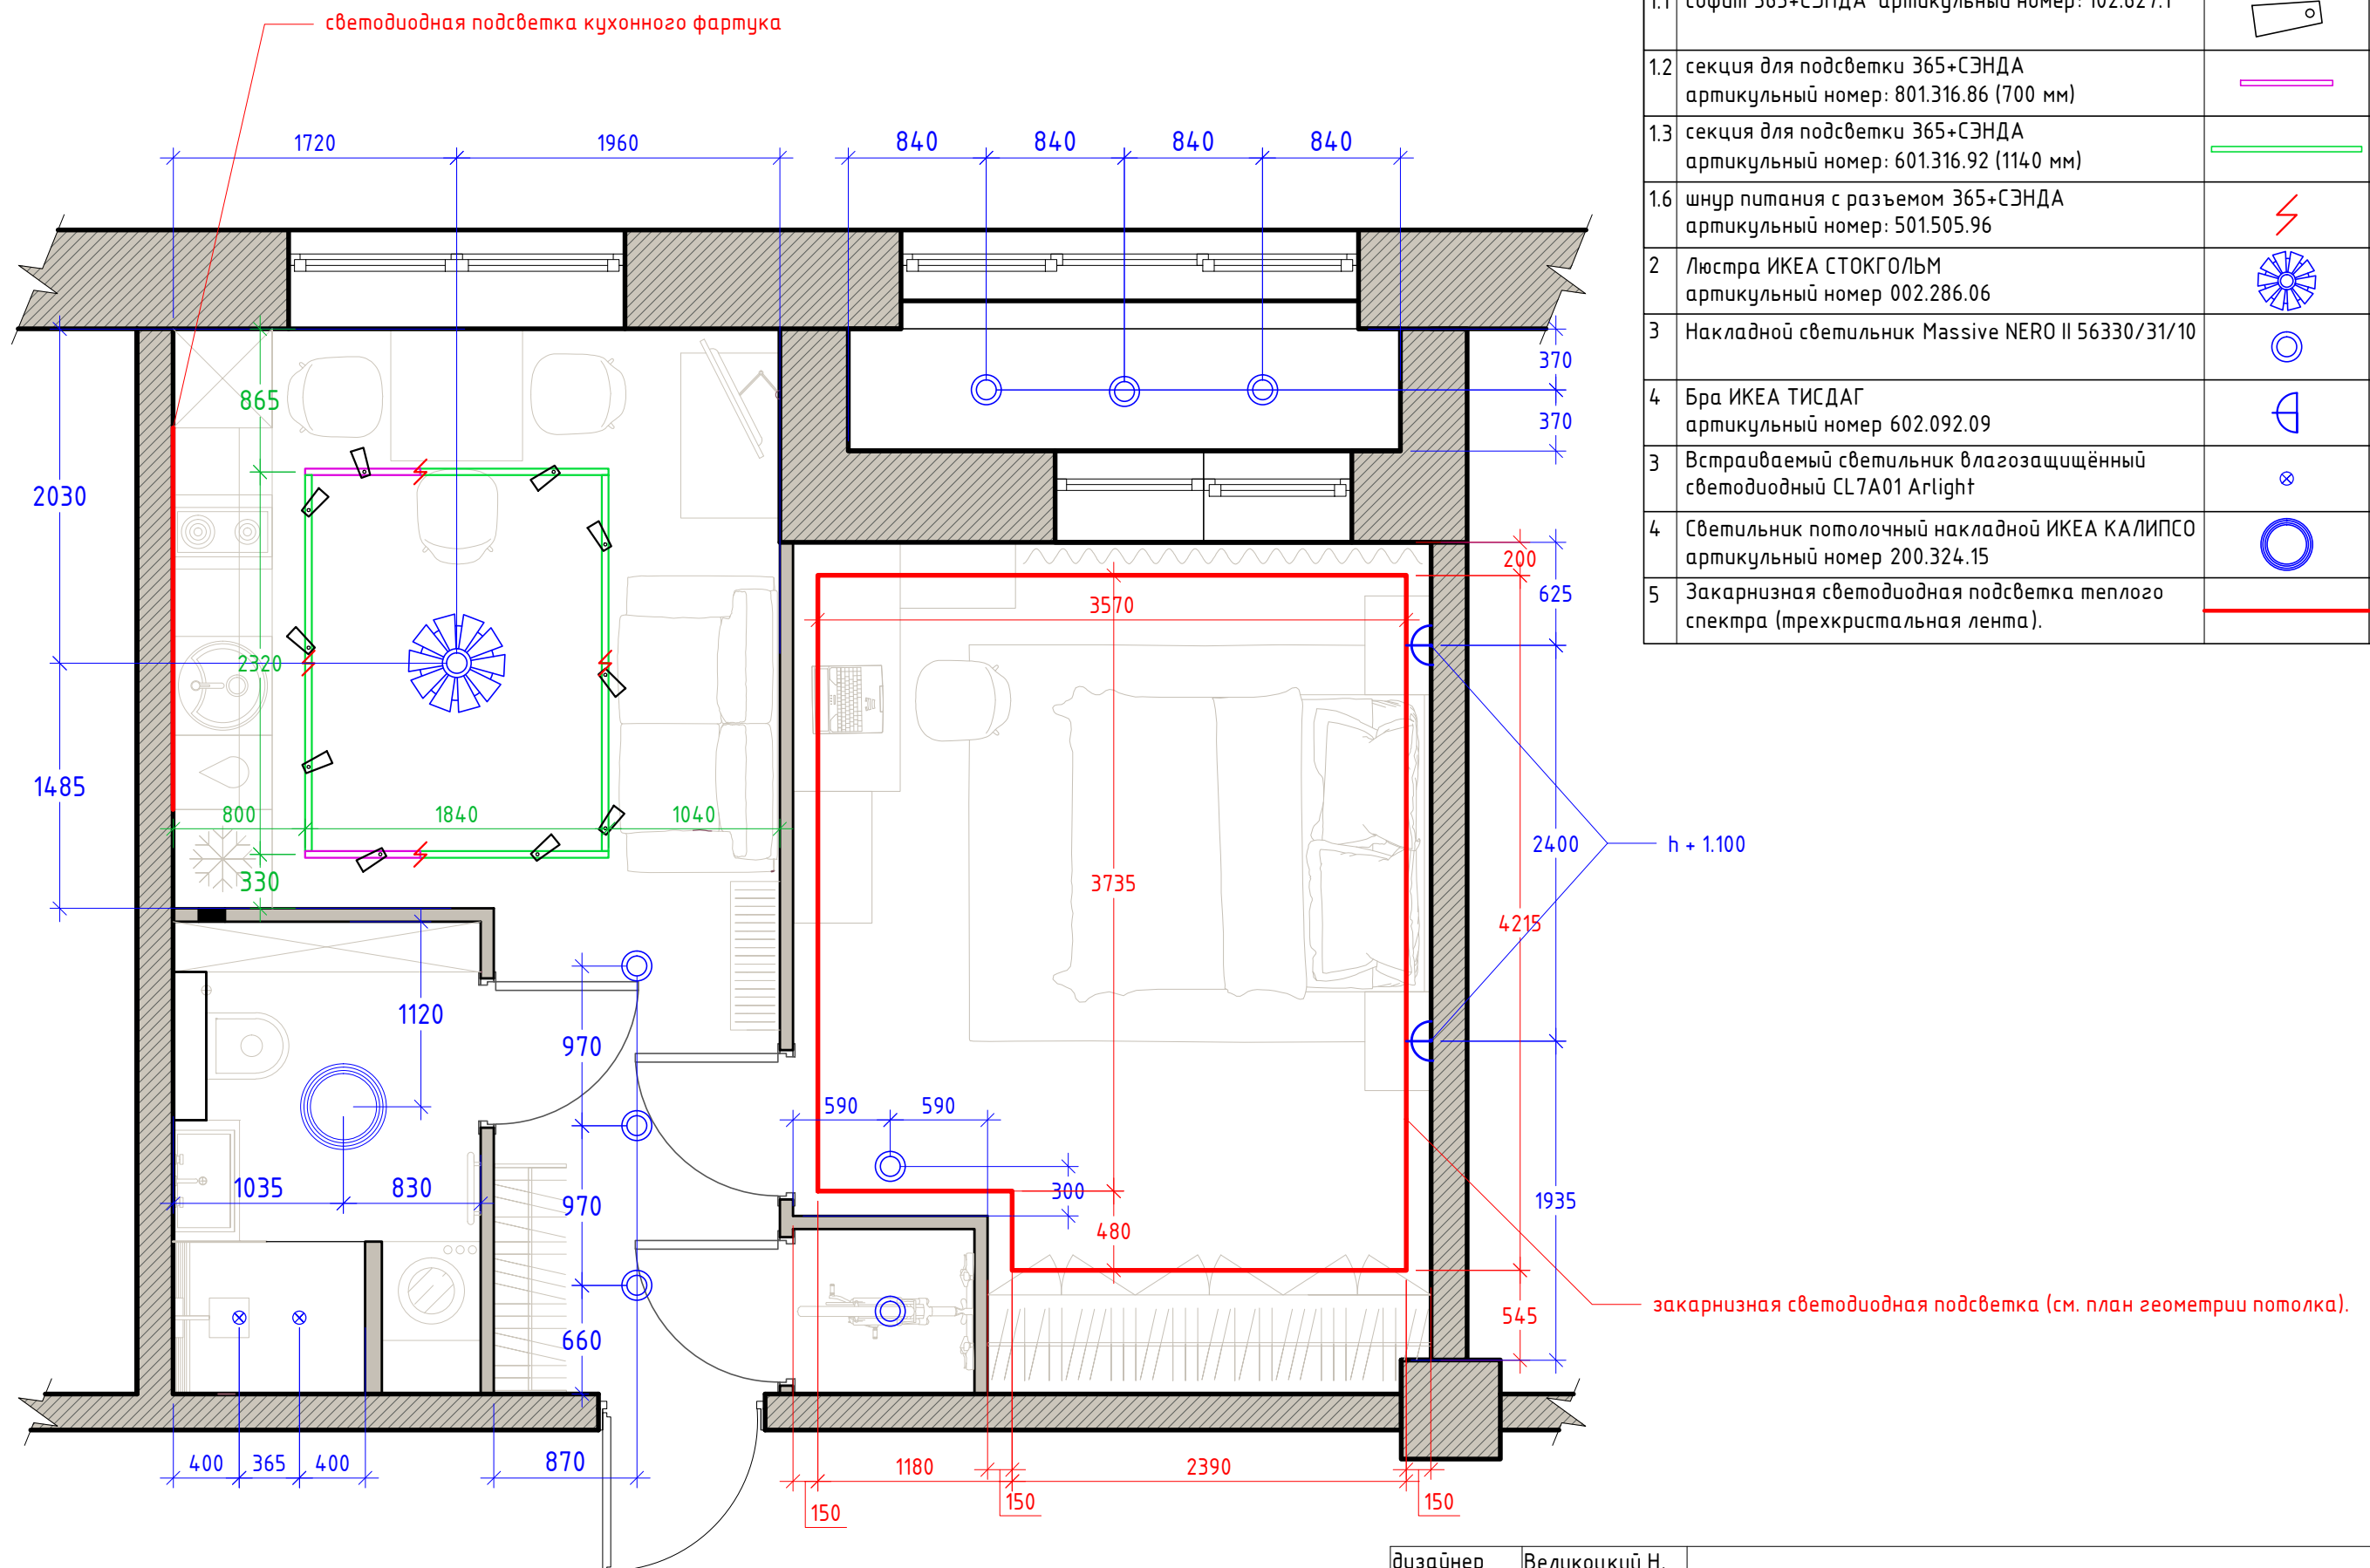 светодиодная подсветка кухонного фартука
1.1 софит 365+СЭНДА артикульный номер: 102.827.1
1.2 секция для подсветки 365+СЭНДА
артикульный номер: 801.316.86 (700 мм)
1.3 секция для подсветки 365+СЭНДА
артикульный номер: 601.316.92 (1140 мм)
1.6 шнур питания с разъемом 365+СЭНДА
артикульный номер: 501.505.96
2 Люстра ИКЕА СТОКГОЛЬМ
артикульный номер 002.286.06
3 Накладной светильник Massive NERO II 56330/31/10
4 Бра ИКЕА ТИСДАГ
артикульный номер 602.092.09
3 Встраиваемый светильник влагозащищённый
светодиодный CL7A01 Arlight
4 Светильник потолочный накладной ИКЕА КАЛИПСО
артикульный номер 200.324.15
5 Закарнизная светодиодная подсветка теплого
спектра (трехкристальная лента).
1720 1960 840 840 840 840
370
865
370
2030
200
625
3570
2320
1485
800 1840 1040
2400 h + 1.100
330
3735
4215
1120
970
590 590
1035 830
300
970
1935
480
545
закарнизная светодиодная подсветка (см. план геометрии потолка).
660
400 365 400
870
1180 2390
150 150 150
дизайнер Великоцкий Н.